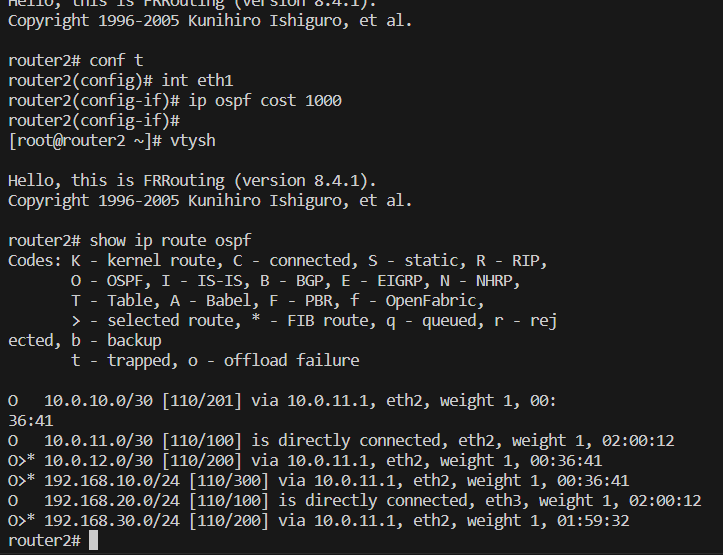 Hello, this is FRRouting (version 8.4.1).
Copyright 1996-2005 Kunihiro Ishiguro, et al.

router2# conf t
router2(config)# int eth1
router2(config-if)# ip ospf cost 1000
router2(config-if)#
[root@router2 ~]# vtysh

Hello, this is FRRouting (version 8.4.1).
Copyright 1996-2005 Kunihiro Ishiguro, et al.

router2# show ip route ospf
Codes: K - kernel route, C - connected, S - static, R - RIP,
       O - OSPF, I - IS-IS, B - BGP, E - EIGRP, N - NHRP,
       T - Table, A - Babel, F - PBR, f - OpenFabric,
       > - selected route, * - FIB route, q - queued, r - rej
ected, b - backup
       t - trapped, o - offload failure

O   10.0.10.0/30 [110/201] via 10.0.11.1, eth2, weight 1, 00:
36:41
O   10.0.11.0/30 [110/100] is directly connected, eth2, weight 1, 02:00:12
O>* 10.0.12.0/30 [110/200] via 10.0.11.1, eth2, weight 1, 00:36:41
O>* 192.168.10.0/24 [110/300] via 10.0.11.1, eth2, weight 1, 00:36:41
O   192.168.20.0/24 [110/100] is directly connected, eth3, weight 1, 02:00:12
O>* 192.168.30.0/24 [110/200] via 10.0.11.1, eth2, weight 1, 01:59:32
router2#